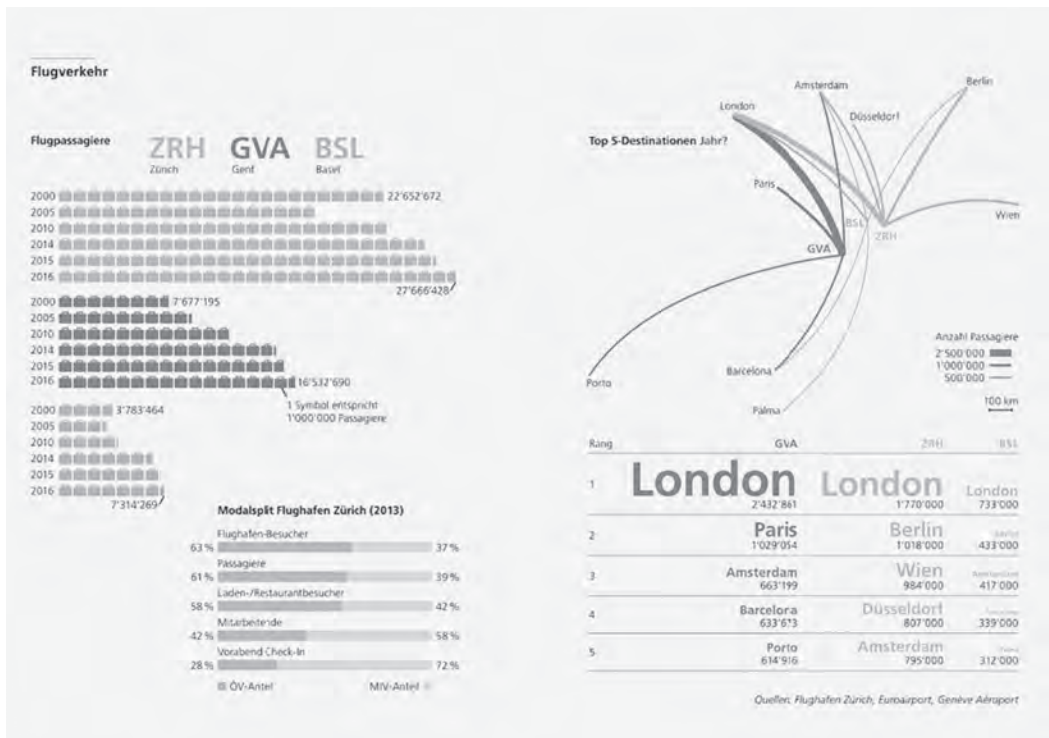 Flugverkehr
Flugpassagiere
ZRH GVA BSL
Zürich Genf Basel
2000 22'652'672
2005
2010
2014
2015
2016
27'666'428
2000 7'677'195
2005
2010
2014
2015
2016 16'532'690
1 Symbol entspricht
1'000'000 Passagiere
2000 3'783'464
2005
2010
2014
2015
2016
7'314'269
Modalsplit Flughafen Zürich (2013)
Flughafen-Besucher
63 % 37 %
Passagiere
61 % 39 %
Laden-/Restaurantbesucher
58 % 42 %
Mitarbeitende
42 % 58 %
Vorabend Check-In
28 % 72 %
ÖV-Anteil MIV-Anteil
Top 5-Destinationen Jahr?
London
Amsterdam
Berlin
Düsseldorf
Paris
BSL
ZRH
Wien
GVA
Porto
Barcelona
Palma
Anzahl Passagiere
2'500'000
1'000'000
500'000
100 km
Rang GVA ZRH BSL
1 London London London
2'432'861 1'770'000 733'000
2 Paris Berlin
1'029'054 1'018'000 433'000
3 Amsterdam Wien Amsterdam
663'199 984'000 417'000
4 Barcelona Düsseldorf
633'613 807'000 339'000
5 Porto Amsterdam
614'916 795'000 312'000
Quellen: Flughafen Zürich, Euroairport, Genève Aéroport